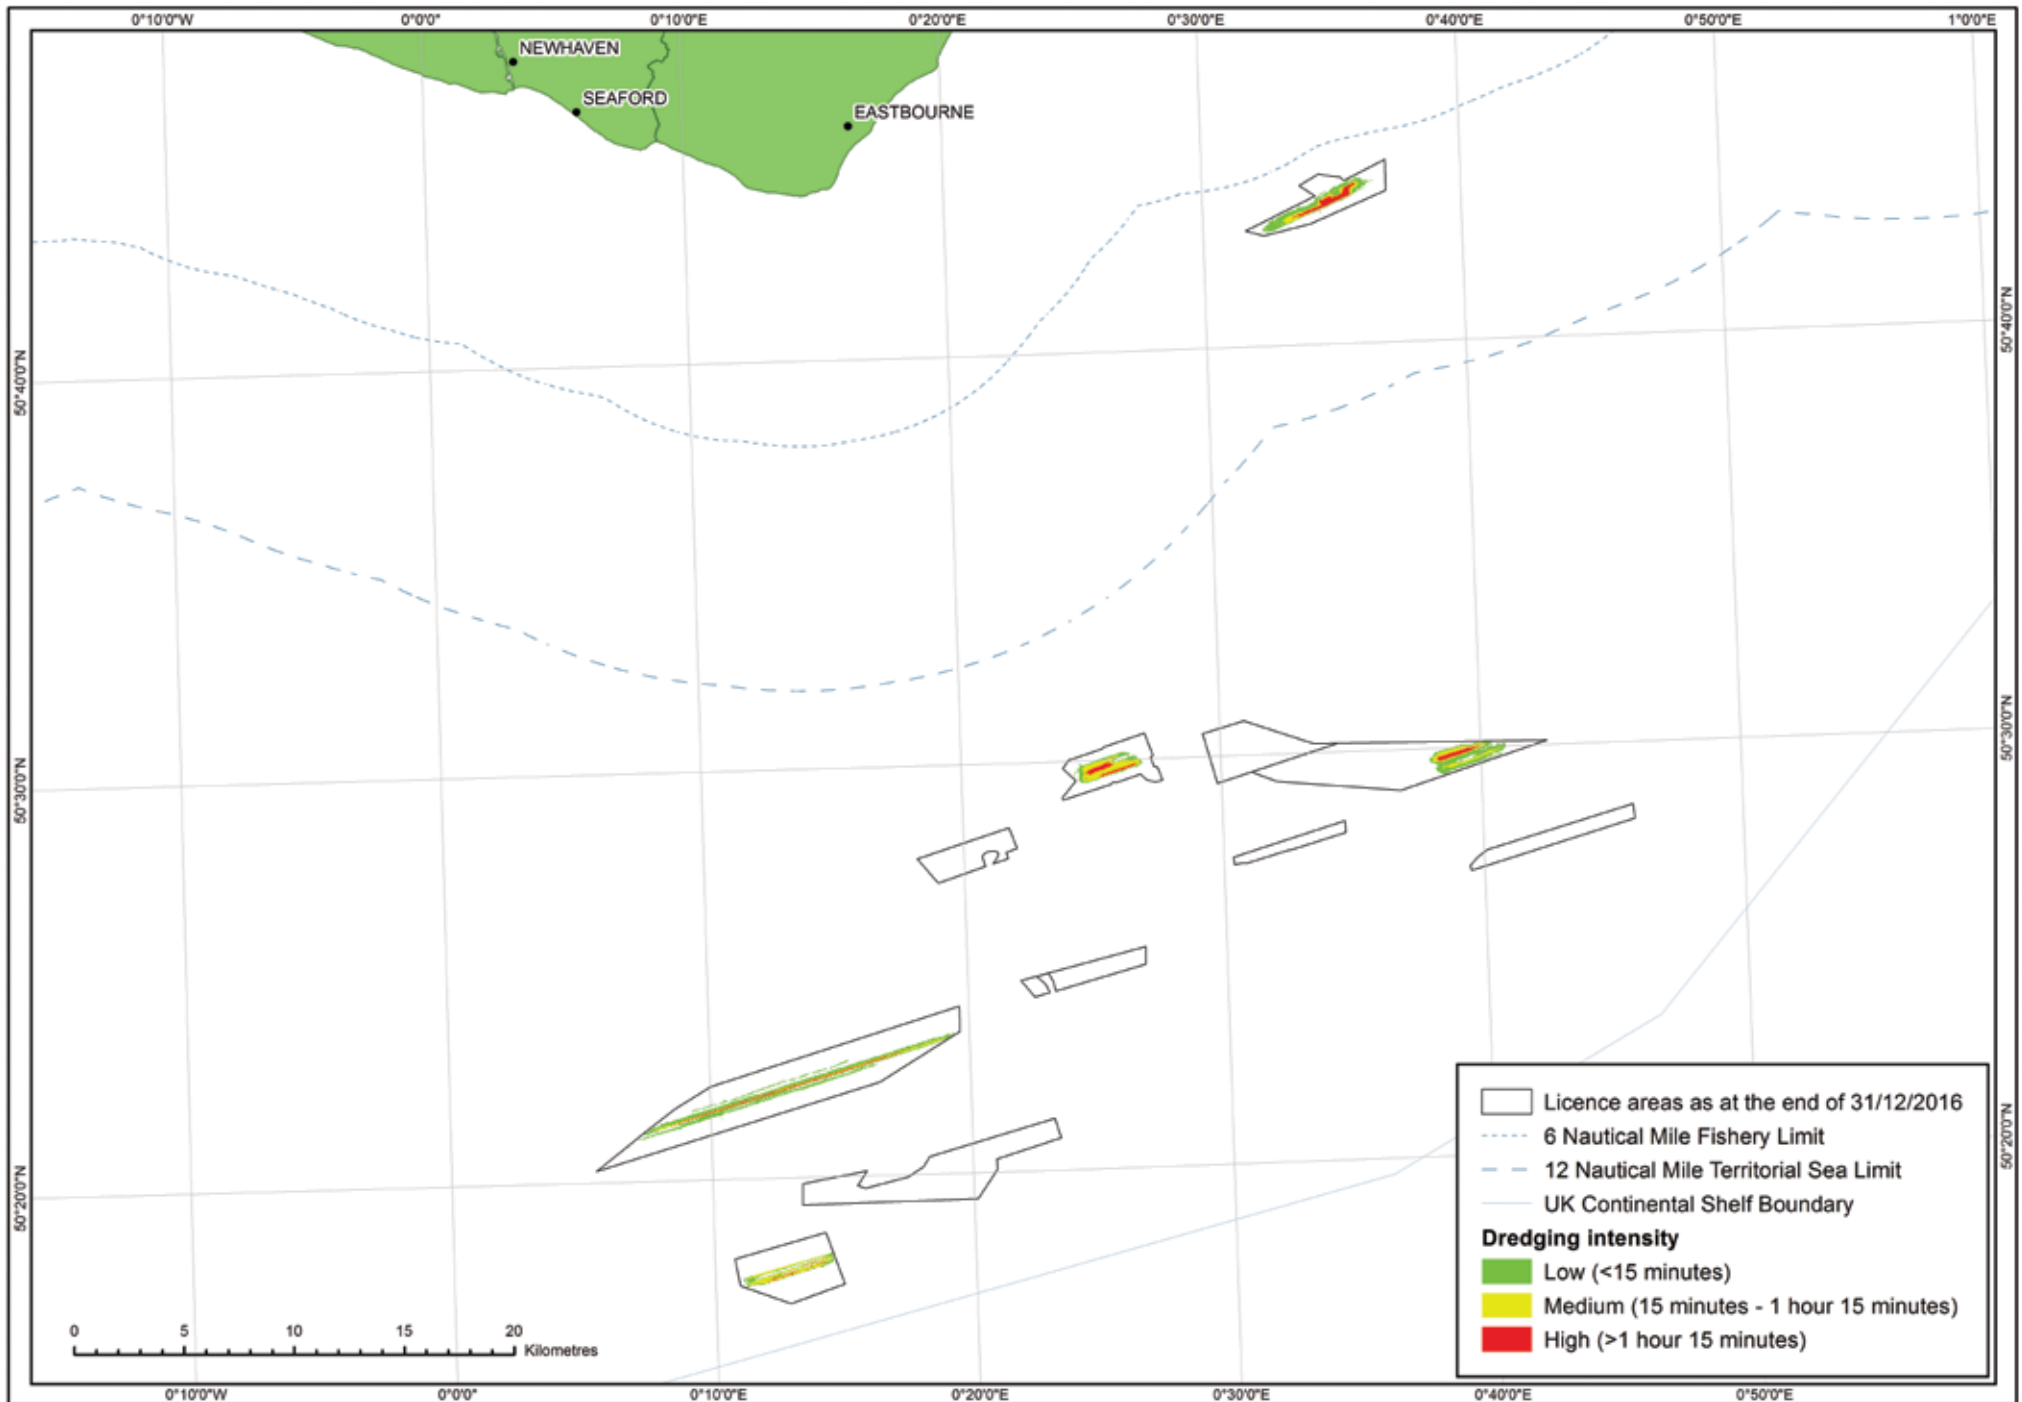 0°10'0"W 0°0'0" 0°10'0"E 0°20'0"E 0°30'0"E 0°40'0"E 0°50'0"E 1°0'0"E
NEWHAVEN
SEAFORD
EASTBOURNE
50°40'0"N
50°40'0"N
50°30'0"N
50°30'0"N
50°20'0"N
50°20'0"N
Licence areas as at the end of 31/12/2016
6 Nautical Mile Fishery Limit
12 Nautical Mile Territorial Sea Limit
UK Continental Shelf Boundary
Dredging intensity
Low (<15 minutes)
Medium (15 minutes - 1 hour 15 minutes)
High (>1 hour 15 minutes)
0 5 10 15 20
Kilometres
0°10'0"W 0°0'0" 0°10'0"E 0°20'0"E 0°30'0"E 0°40'0"E 0°50'0"E